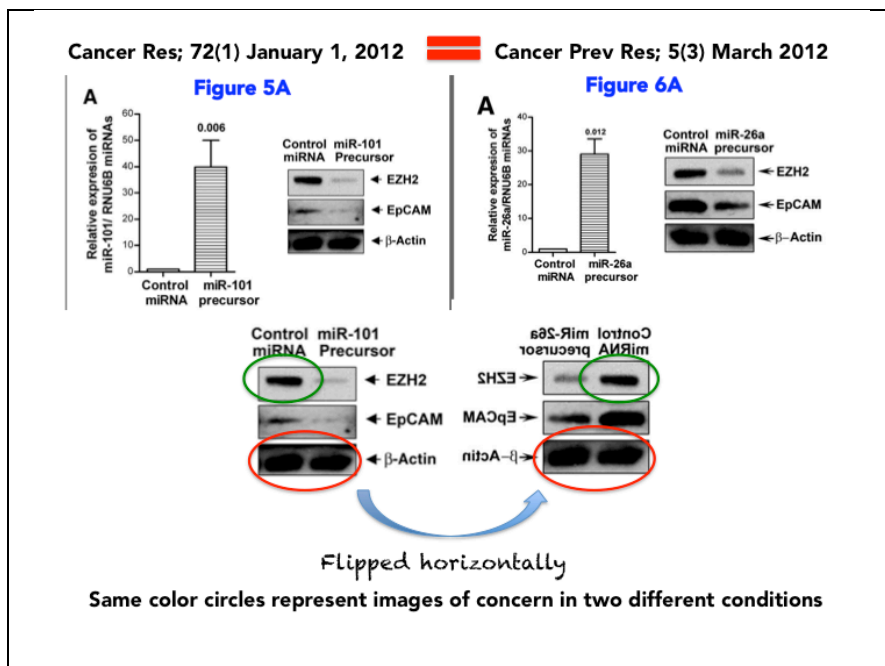 Cancer Res; 72(1) January 1, 2012
Cancer Prev Res; 5(3) March 2012
Figure 5A
A
Relative expresion of
miR-101/ RNU6B miRNAs
60
50
40
30
20
10
0
0.006
Control
miRNA
miR-101
precursor
Control
miRNA
miR-101
Precursor
EZH2
EpCAM
β-Actin
Figure 6A
A
Relative expresion of
miR-26a/RNU6B miRNAs
40
30
20
10
0
0.012
Control
miRNA
miR-26a
precursor
Control
miRNA
miR-26a
precursor
EZH2
EpCAM
β-Actin
Control
miRNA
miR-101
Precursor
EZH2
EpCAM
β-Actin
miR-26a
precursor
Control
miRNA
EZH2
EpCAM
β-Actin
Flipped horizontally
Same color circles represent images of concern in two different conditions